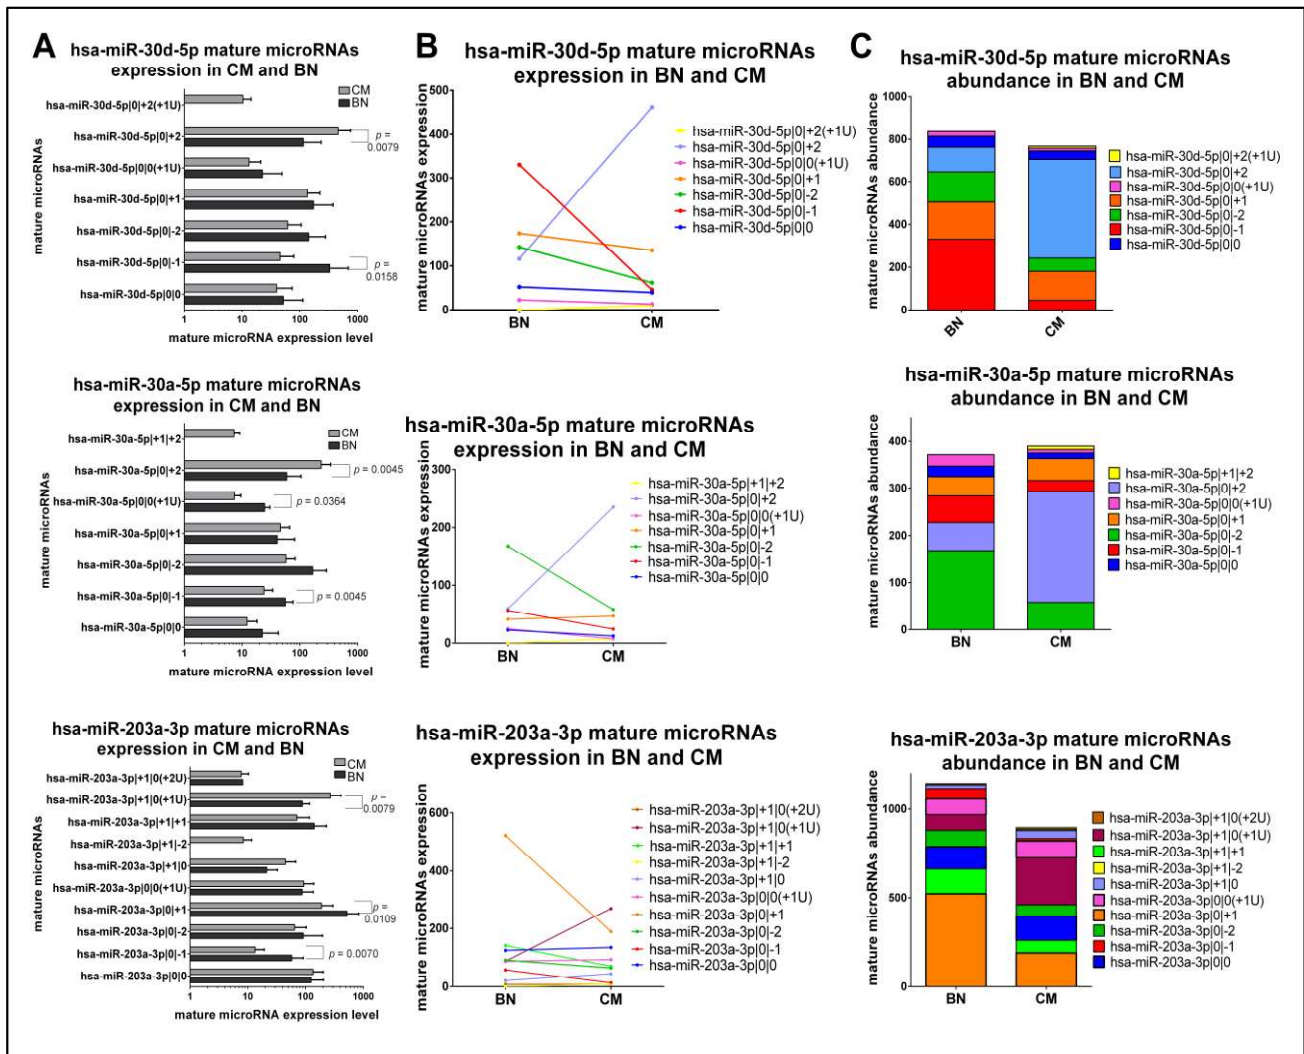 A
hsa-miR-30d-5p mature microRNAs
expression in CM and BN
CM
BN
mature microRNAs
hsa-miR-30d-5p|0|+2(+1U)
hsa-miR-30d-5p|0|+2
hsa-miR-30d-5p|0|0(+1U)
hsa-miR-30d-5p|0|+1
hsa-miR-30d-5p|0|-2
hsa-miR-30d-5p|0|-1
hsa-miR-30d-5p|0|0
p =
0.0079
p =
0.0158
1 10 100 1000
mature microRNA expression level
B
hsa-miR-30d-5p mature microRNAs
expression in BN and CM
mature microRNAs expression
500
400
300
200
100
0
BN CM
hsa-miR-30d-5p|0|+2(+1U)
hsa-miR-30d-5p|0|+2
hsa-miR-30d-5p|0|0(+1U)
hsa-miR-30d-5p|0|+1
hsa-miR-30d-5p|0|-2
hsa-miR-30d-5p|0|-1
hsa-miR-30d-5p|0|0
C
hsa-miR-30d-5p mature microRNAs
abundance in BN and CM
mature microRNAs abundance
1000
800
600
400
200
0
BN CM
hsa-miR-30d-5p|0|+2(+1U)
hsa-miR-30d-5p|0|+2
hsa-miR-30d-5p|0|0(+1U)
hsa-miR-30d-5p|0|+1
hsa-miR-30d-5p|0|-2
hsa-miR-30d-5p|0|-1
hsa-miR-30d-5p|0|0
hsa-miR-30a-5p mature microRNAs
expression in CM and BN
CM
BN
mature microRNAs
hsa-miR-30a-5p|+1|+2
hsa-miR-30a-5p|0|+2
hsa-miR-30a-5p|0|0(+1U)
hsa-miR-30a-5p|0|+1
hsa-miR-30a-5p|0|-2
hsa-miR-30a-5p|0|-1
hsa-miR-30a-5p|0|0
p = 0.0045
p = 0.0364
p = 0.0045
1 10 100 1000
mature microRNA expression level
hsa-miR-30a-5p mature microRNAs
expression in BN and CM
mature microRNAs expression
300
200
100
0
BN CM
hsa-miR-30a-5p|+1|+2
hsa-miR-30a-5p|0|+2
hsa-miR-30a-5p|0|0(+1U)
hsa-miR-30a-5p|0|+1
hsa-miR-30a-5p|0|-2
hsa-miR-30a-5p|0|-1
hsa-miR-30a-5p|0|0
hsa-miR-30a-5p mature microRNAs
abundance in BN and CM
mature microRNAs abundance
400
300
200
100
0
BN CM
hsa-miR-30a-5p|+1|+2
hsa-miR-30a-5p|0|+2
hsa-miR-30a-5p|0|0(+1U)
hsa-miR-30a-5p|0|+1
hsa-miR-30a-5p|0|-2
hsa-miR-30a-5p|0|-1
hsa-miR-30a-5p|0|0
hsa-miR-203a-3p mature microRNAs
expression in CM and BN
CM
BN
mature microRNAs
hsa-miR-203a-3p|+1|0(+2U)
hsa-miR-203a-3p|+1|0(+1U)
hsa-miR-203a-3p|+1|+1
hsa-miR-203a-3p|+1|-2
hsa-miR-203a-3p|+1|0
hsa-miR-203a-3p|0|0(+1U)
hsa-miR-203a-3p|0|+1
hsa-miR-203a-3p|0|-2
hsa-miR-203a-3p|0|-1
hsa-miR-203a-3p|0|0
p =
0.0079
p =
0.0109
p = 0.0070
1 10 100 1000
mature microRNA expression level
hsa-miR-203a-3p mature microRNAs
expression in BN and CM
mature microRNAs expression
600
400
200
0
BN CM
hsa-miR-203a-3p|+1|0(+2U)
hsa-miR-203a-3p|+1|0(+1U)
hsa-miR-203a-3p|+1|+1
hsa-miR-203a-3p|+1|-2
hsa-miR-203a-3p|+1|0
hsa-miR-203a-3p|0|0(+1U)
hsa-miR-203a-3p|0|+1
hsa-miR-203a-3p|0|-2
hsa-miR-203a-3p|0|-1
hsa-miR-203a-3p|0|0
hsa-miR-203a-3p mature microRNAs
abundance in BN and CM
mature microRNAs abundance
1000
500
0
BN CM
hsa-miR-203a-3p|+1|0(+2U)
hsa-miR-203a-3p|+1|0(+1U)
hsa-miR-203a-3p|+1|+1
hsa-miR-203a-3p|+1|-2
hsa-miR-203a-3p|+1|0
hsa-miR-203a-3p|0|0(+1U)
hsa-miR-203a-3p|0|+1
hsa-miR-203a-3p|0|-2
hsa-miR-203a-3p|0|-1
hsa-miR-203a-3p|0|0